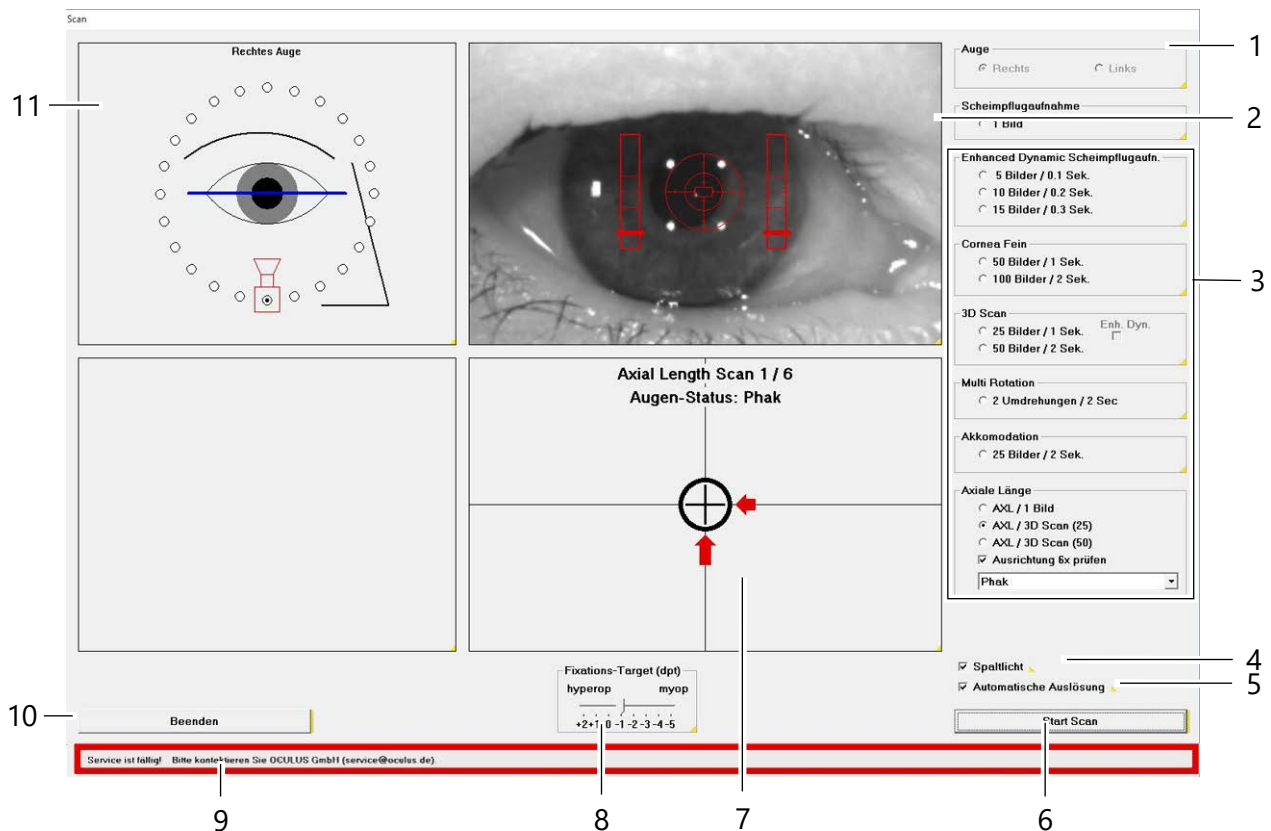 Scan
Rechtes Auge
Axial Length Scan 1 / 6
Augen-Status: Phak
Auge
Rechts Links
Scheimpflugaufnahme
1 Bild
Enhanced Dynamic Scheimpflugaufn.
5 Bilder / 0.1 Sek.
10 Bilder / 0.2 Sek.
15 Bilder / 0.3 Sek.
Cornea Fein
50 Bilder / 1 Sek.
100 Bilder / 2 Sek.
3D Scan
25 Bilder / 1 Sek. Enh. Dyn.
50 Bilder / 2 Sek.
Multi Rotation
2 Umdrehungen / 2 Sec
Akkomodation
25 Bilder / 2 Sek.
Axiale Länge
AXL / 1 Bild
AXL / 3D Scan (25)
AXL / 3D Scan (50)
Ausrichtung 6x prüfen
Phak
Spaltlicht
Automatische Auslösung
Start Scan
Fixations-Target (dpt)
hyperop myop
+2 +1 0 -1 -2 -3 -4 -5
Beenden
Service ist fällig! Bitte kontaktieren Sie OCULUS GmbH (service@oculus.de).
1
2
3
4
5
6
7
8
9
10
11